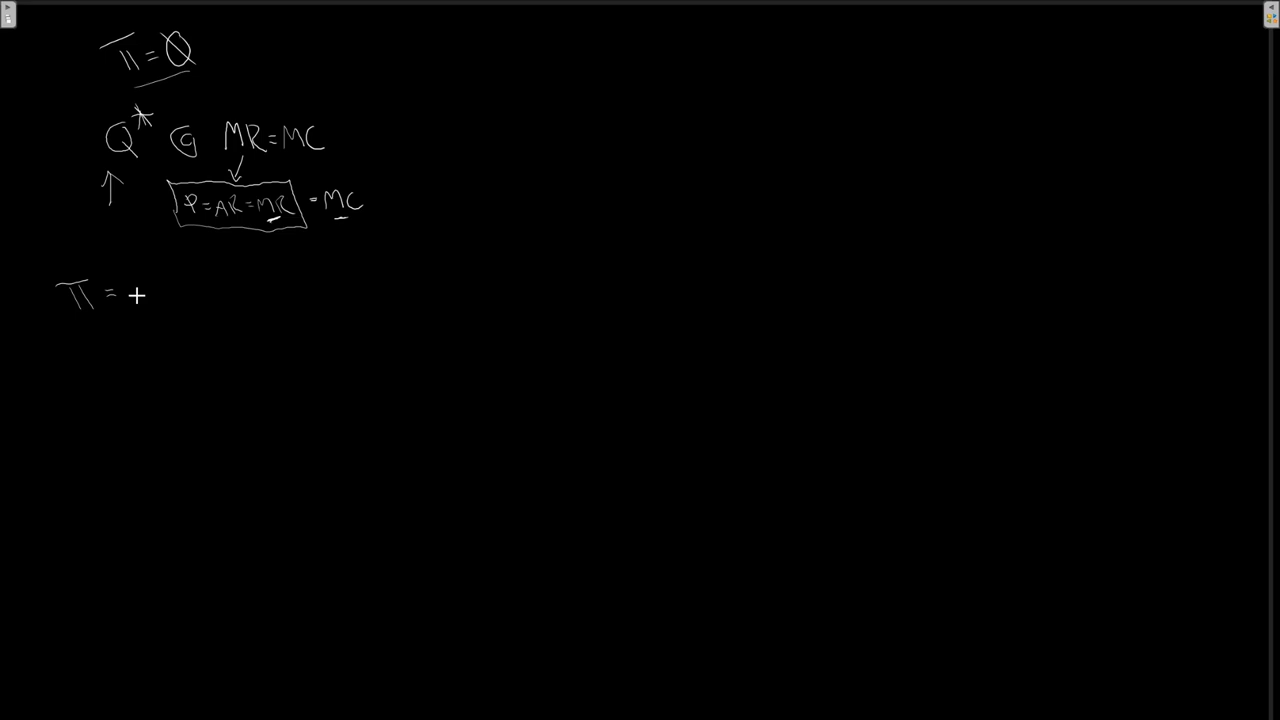 π = 0
Q* @ MR = MC
↑
P = AR = MR = MC
π =